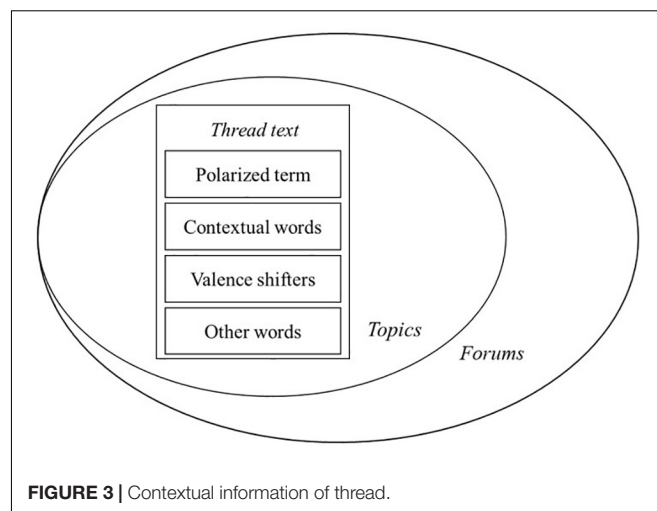 Thread text
Polarized term
Contextual words
Valence shifters
Other words
Topics
Forums
FIGURE 3 | Contextual information of thread.